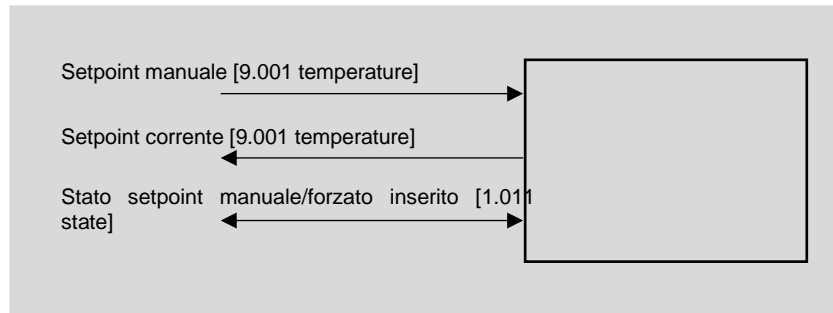 Setpoint manuale [9.001 temperature]
Setpoint corrente [9.001 temperature]
Stato setpoint manuale/forzato inserito [1.011
state]